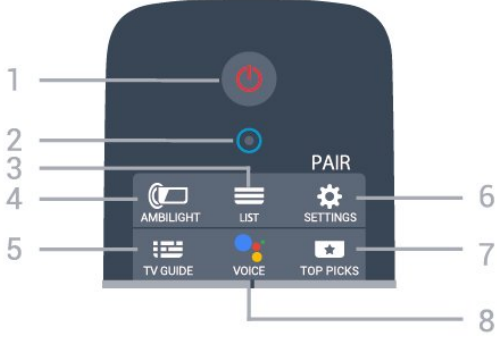 1
2
3
PAIR
4
AMBILIGHT
LIST
SETTINGS
6
5
TV GUIDE
VOICE
TOP PICKS
7
8